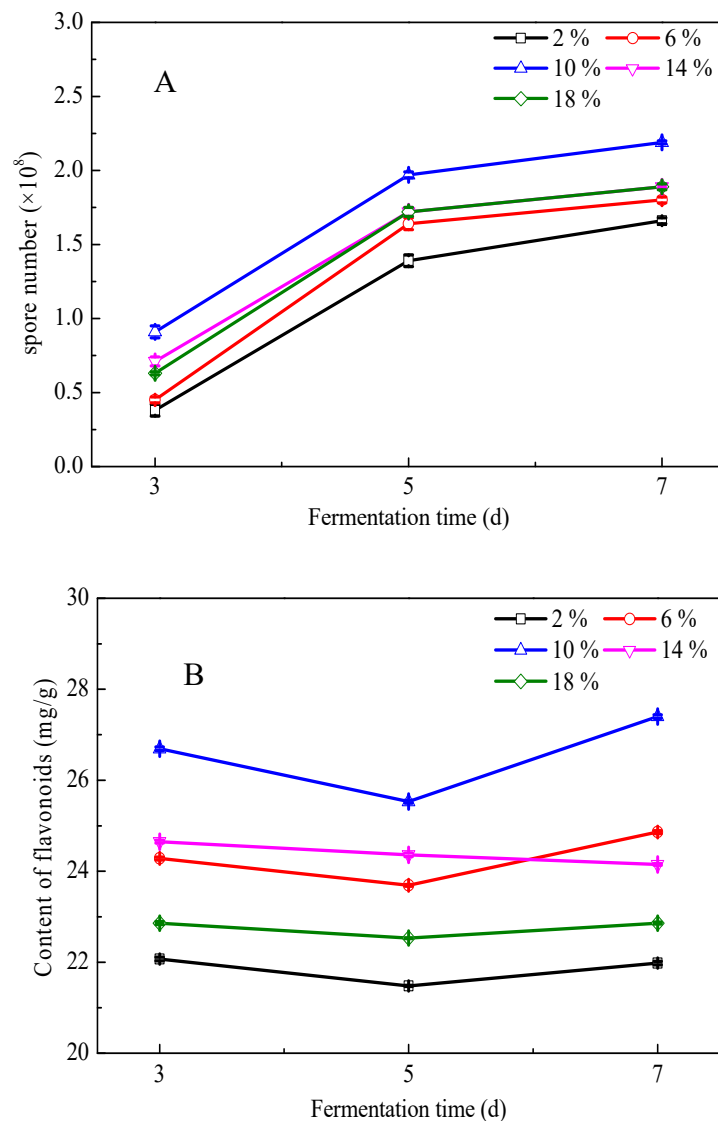 A
2 % 6 %
10 % 14 %
18 %
3.0
2.5
2.0
1.5
1.0
0.5
0.0
spore number (×10⁸)
3 5 7
Fermentation time (d)
B
2 % 6 %
10 % 14 %
18 %
30
28
26
24
22
20
Content of flavonoids (mg/g)
3 5 7
Fermentation time (d)